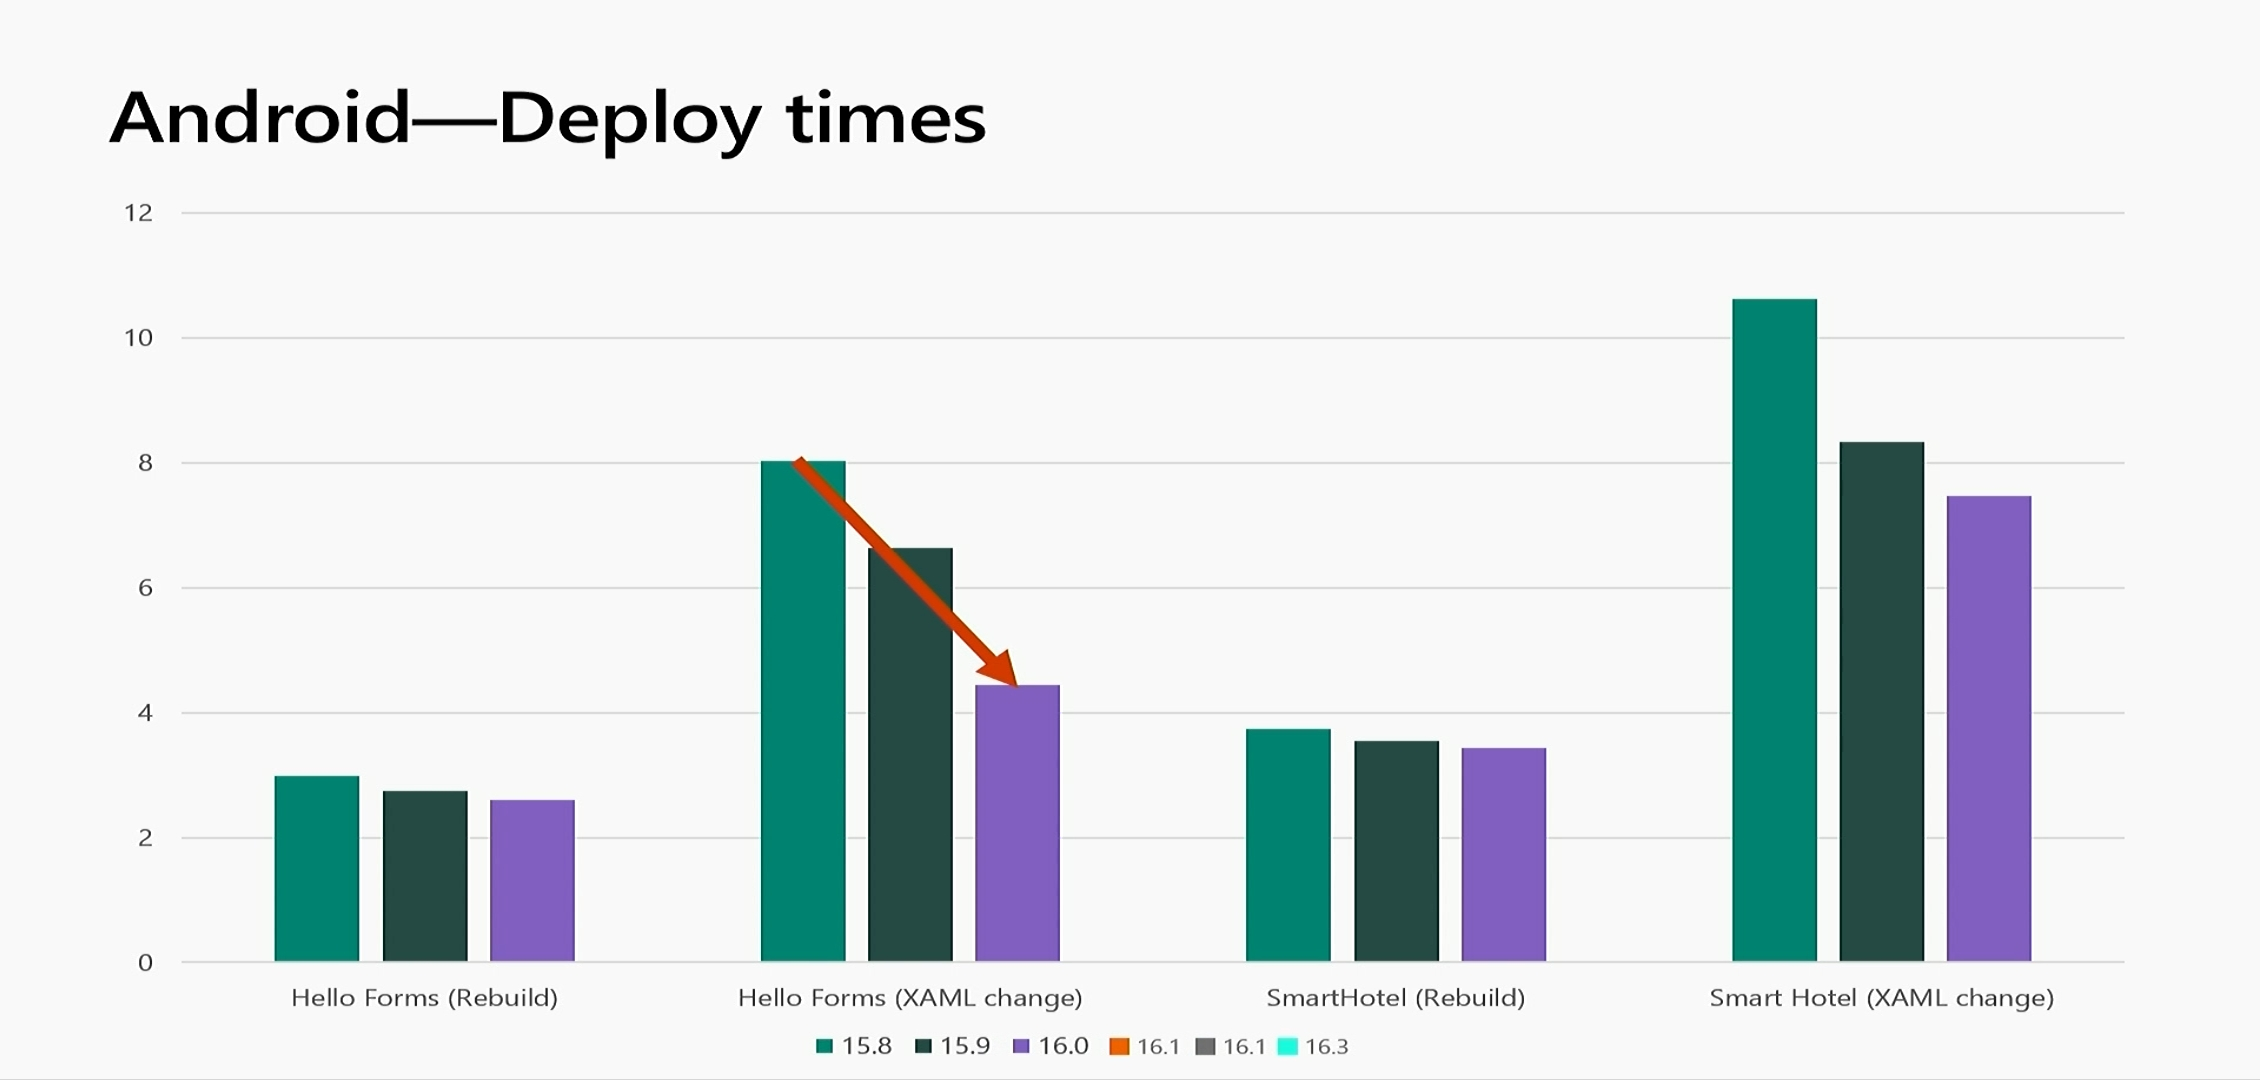 Android—Deploy times
12
10
8
6
4
2
0
Hello Forms (Rebuild) Hello Forms (XAML change) SmartHotel (Rebuild) Smart Hotel (XAML change)
15.8 15.9 16.0 16.1 16.1 16.3